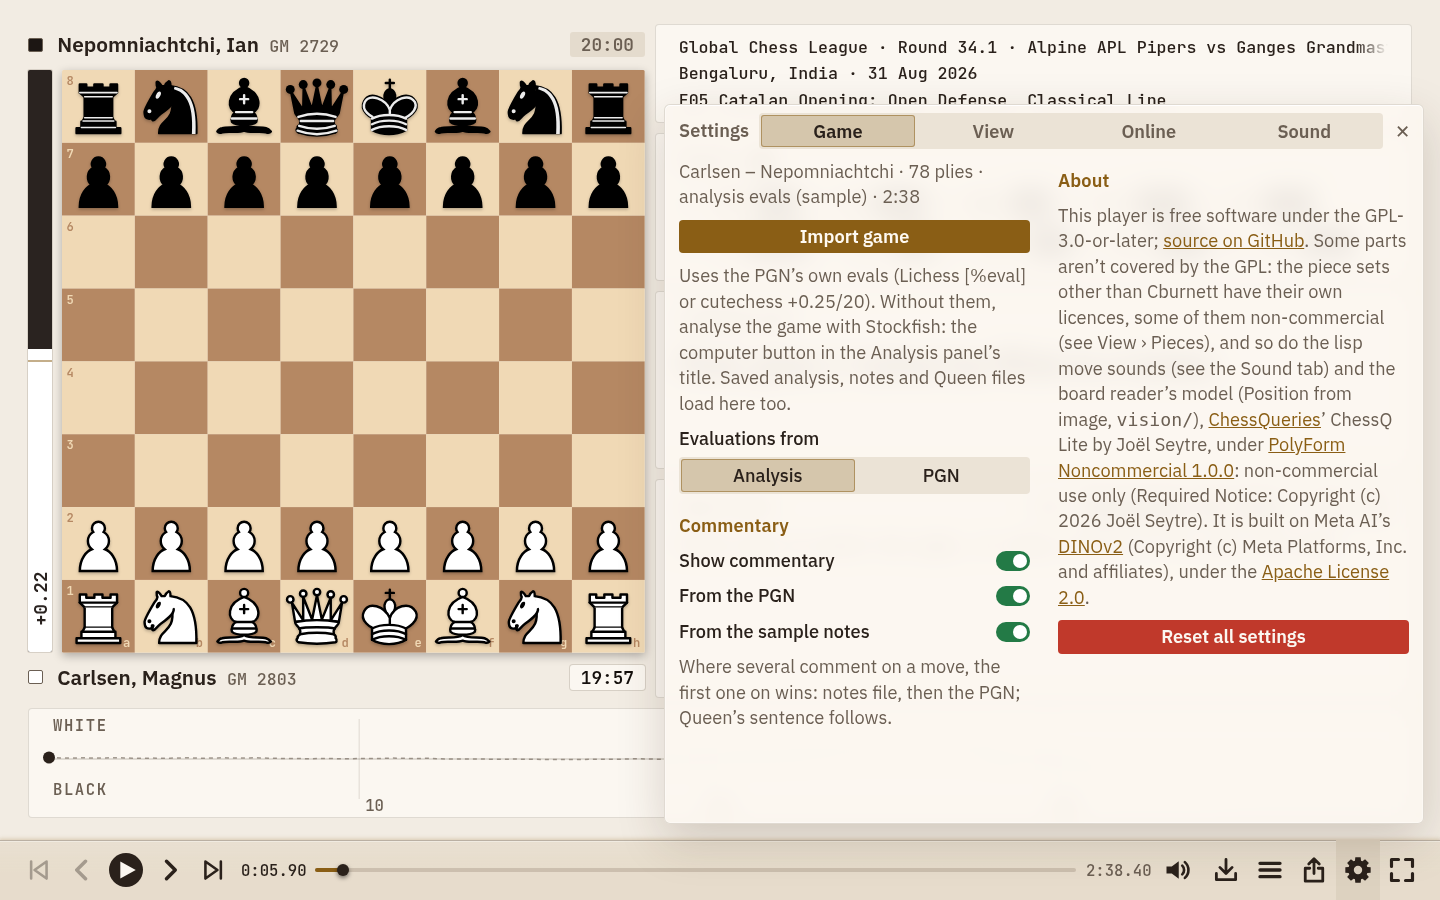 Nepomniachtchi, Ian GM 2729
20:00
8
7
6
5
4
3
2
1
a
b
c
d
e
f
g
h
+0.22
Carlsen, Magnus GM 2803
19:57
WHITE
BLACK
10
Global Chess League · Round 34.1 · Alpine APL Pipers vs Ganges Grandmas
Bengaluru, India · 31 Aug 2026
E05 Catalan Opening: Open Defense, Classical Line
Settings
Game
View
Online
Sound
×
Carlsen – Nepomniachtchi · 78 plies ·
analysis evals (sample) · 2:38
Import game
Uses the PGN’s own evals (Lichess [%eval]
or cutechess +0.25/20). Without them,
analyse the game with Stockfish: the
computer button in the Analysis panel’s
title. Saved analysis, notes and Queen files
load here too.
Evaluations from
Analysis
PGN
Commentary
Show commentary
From the PGN
From the sample notes
Where several comment on a move, the
first one on wins: notes file, then the PGN;
Queen’s sentence follows.
About
This player is free software under the GPL-
3.0-or-later; source on GitHub. Some parts
aren’t covered by the GPL: the piece sets
other than Cburnett have their own
licences, some of them non-commercial
(see View › Pieces), and so do the lisp
move sounds (see the Sound tab) and the
board reader’s model (Position from
image, vision/), ChessQueries’ ChessQ
Lite by Joël Seytre, under PolyForm
Noncommercial 1.0.0: non-commercial
use only (Required Notice: Copyright (c)
2026 Joël Seytre). It is built on Meta AI’s
DINOv2 (Copyright (c) Meta Platforms, Inc.
and affiliates), under the Apache License
2.0.
Reset all settings
0:05.90
2:38.40